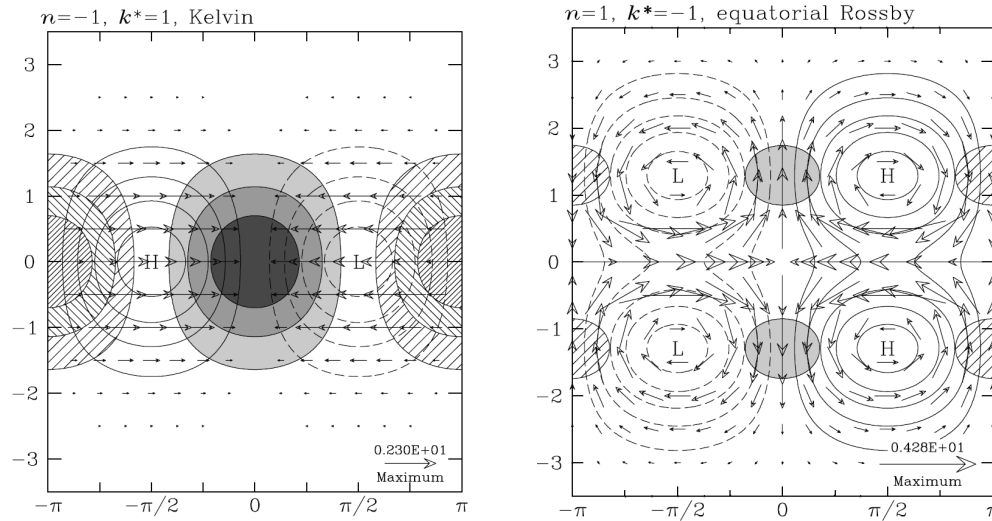 n=−1, k*=1, Kelvin
3
2
1
0
−1
−2
−3
H
L
0.230E+01
Maximum
−π
−π/2
0
π/2
π
n=1, k*=−1, equatorial Rossby
3
2
1
0
−1
−2
−3
L
H
L
H
0.428E+01
Maximum
−π
−π/2
0
π/2
π